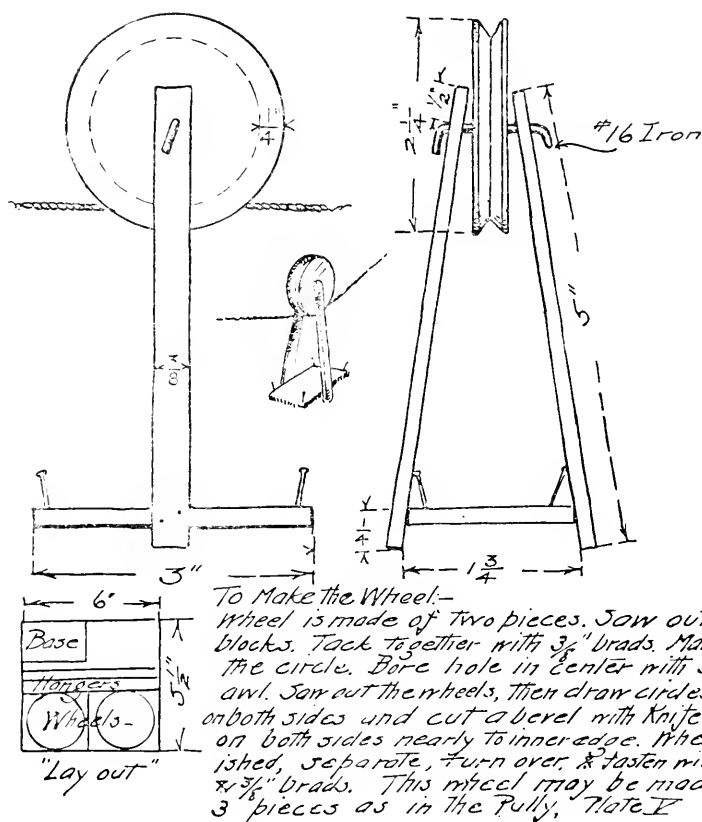 1/4
2 1/4"
1/2"
#16 Iron
5"
3/8
1/4
3"
1 3/4
6"
Base
Hangers
Wheels-
5 1/2"
"Lay out"
To Make the Wheel:-
Wheel is made of two pieces. Saw out
blocks. Tack together with 3/8" brads. Ma
the circle. Bore hole in center with s
awl. Saw out the wheels, then draw circles
on both sides and cut a bevel with Knife
on both sides nearly to inner edge. Whe
ished, separate, turn over, & fasten wi
3/8" brads. This wheel may be mad
3 pieces as in the Pully, Plate V